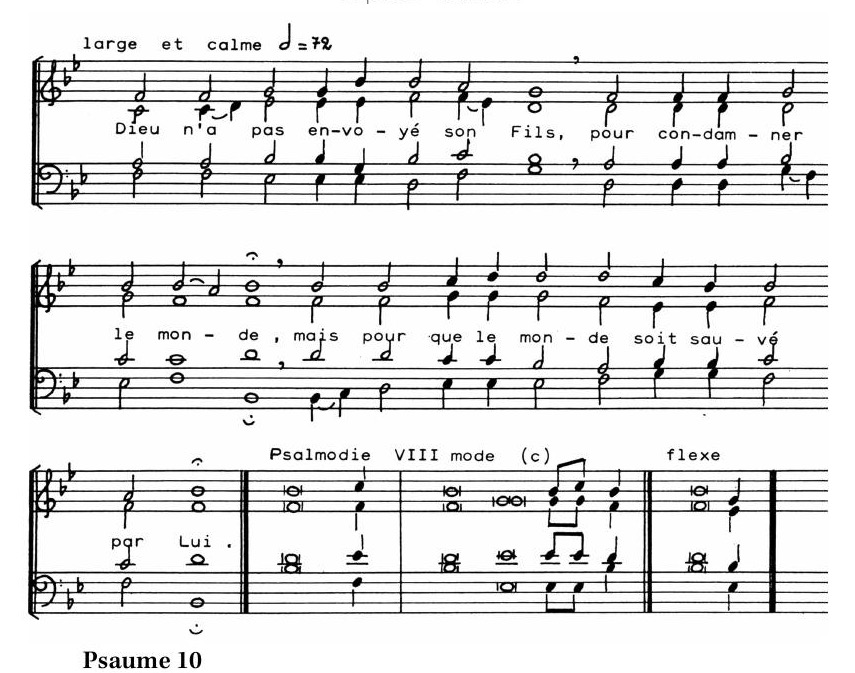 large et calme 𝅗𝅥 = 72
Dieu n'a pas en-vo-yé son Fils, pour con-dam-ner
le mon-de, mais pour que le mon-de soit sau-vé
par Lui.
Psalmodie VIII mode (c) flexe
Psaume 10